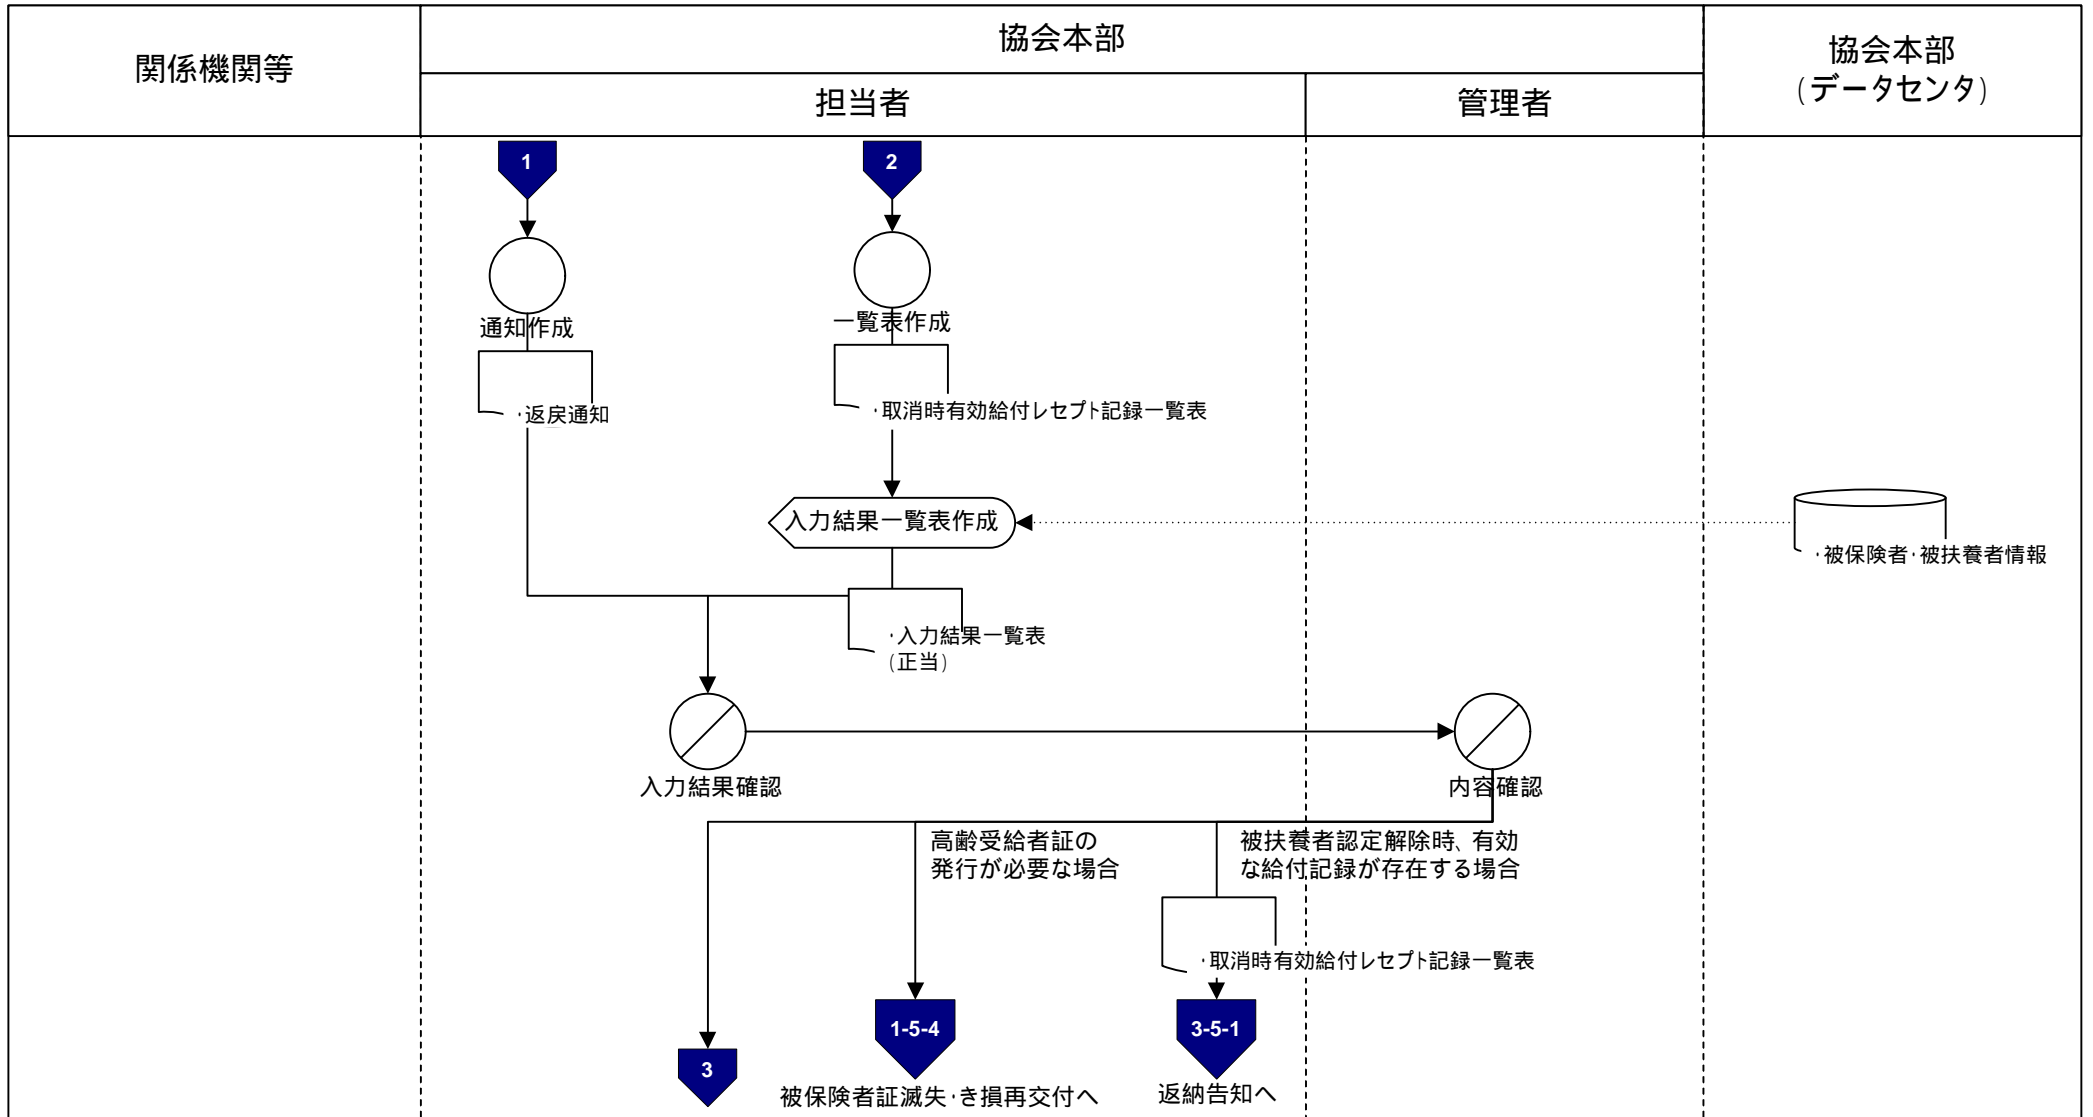 関係機関等
協会本部
協会本部
(データセンタ)
担当者
管理者
1
2
通知作成
一覧表作成
・返戻通知
・取消時有効給付レセプト記録一覧表
入力結果一覧表作成
・被保険者・被扶養者情報
・入力結果一覧表
(正当)
入力結果確認
内容確認
高齢受給者証の
発行が必要な場合
被扶養者認定解除時、有効
な給付記録が存在する場合
・取消時有効給付レセプト記録一覧表
1-5-4
3-5-1
3
被保険者証滅失・き損再交付へ
返納告知へ